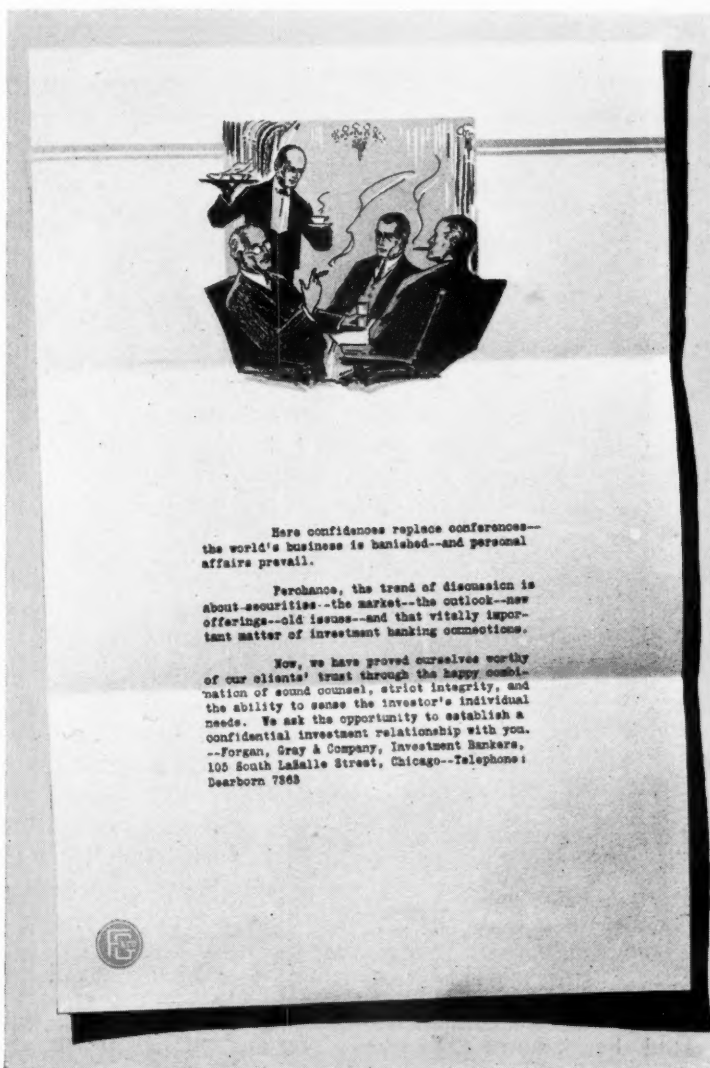 Here confidences replace conferences--
the world's business is banished--and personal
affairs prevail.
Perchance, the trend of discussion is
about securities--the market--the outlook--new
offerings--old issues--and that vitally impor-
tant matter of investment banking connections.
Now, we have proved ourselves worthy
of our clients' trust through the happy combi-
nation of sound counsel, strict integrity, and
the ability to sense the investor's individual
needs. We ask the opportunity to establish a
confidential investment relationship with you.
--Forgan, Gray & Company, Investment Bankers,
105 South LaSalle Street, Chicago--Telephone:
Dearborn 7363